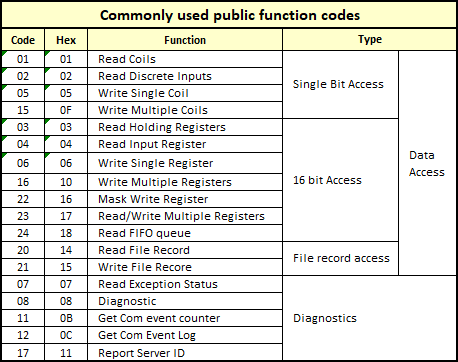 Commonly used public function codes
Code Hex Function Type
01 01 Read Coils
02 02 Read Discrete Inputs
05 05 Write Single Coil
15 0F Write Multiple Coils
Single Bit Access
03 03 Read Holding Registers
04 04 Read Input Register
06 06 Write Single Register
16 10 Write Multiple Registers
22 16 Mask Write Register
23 17 Read/Write Multiple Registers
24 18 Read FIFO queue
16 bit Access
20 14 Read File Record
21 15 Write File Recore
File record access
Data
Access
07 07 Read Exception Status
08 08 Diagnostic
11 0B Get Com event counter
12 0C Get Com Event Log
17 11 Report Server ID
Diagnostics